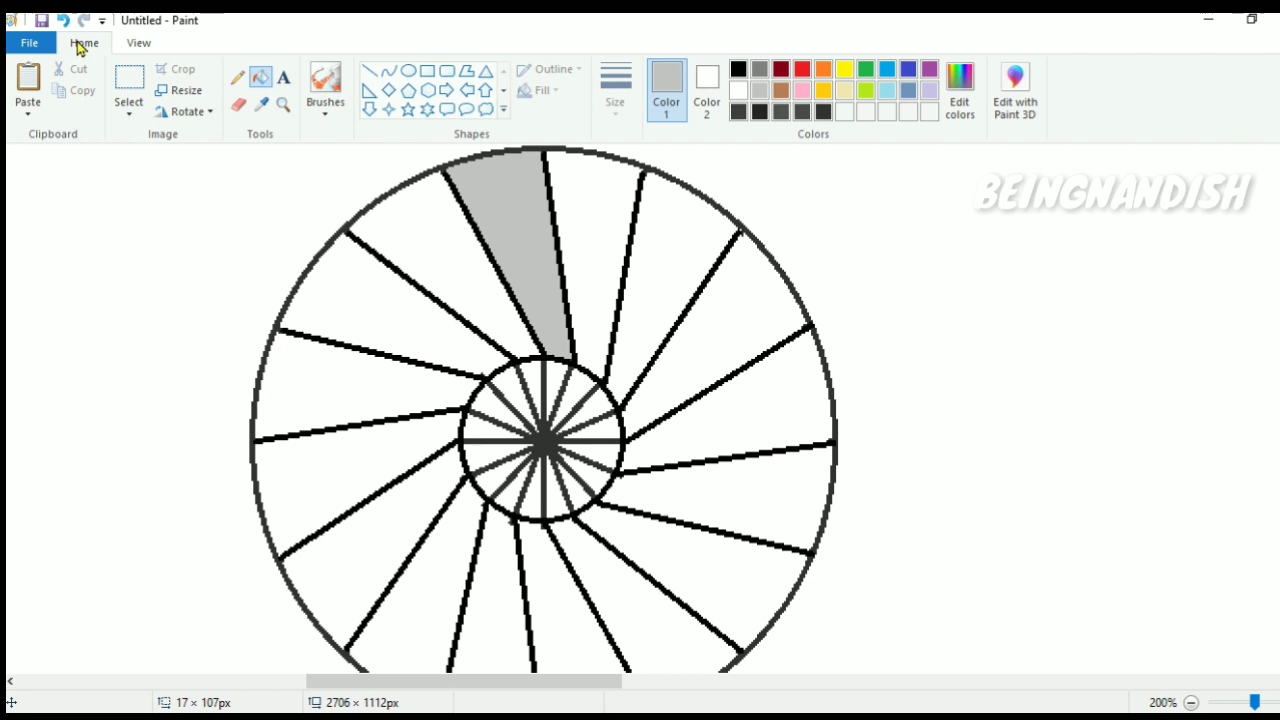 Untitled - Paint
File Home View
Cut
Copy
Paste
Crop
Resize
Rotate
Select
A
Brushes
Outline
Fill
Size
Color 1
Color 2
Edit colors
Edit with Paint 3D
Clipboard Image Tools Shapes Colors
BEINGNANDISH
17 × 107px 2706 × 1112px 200%